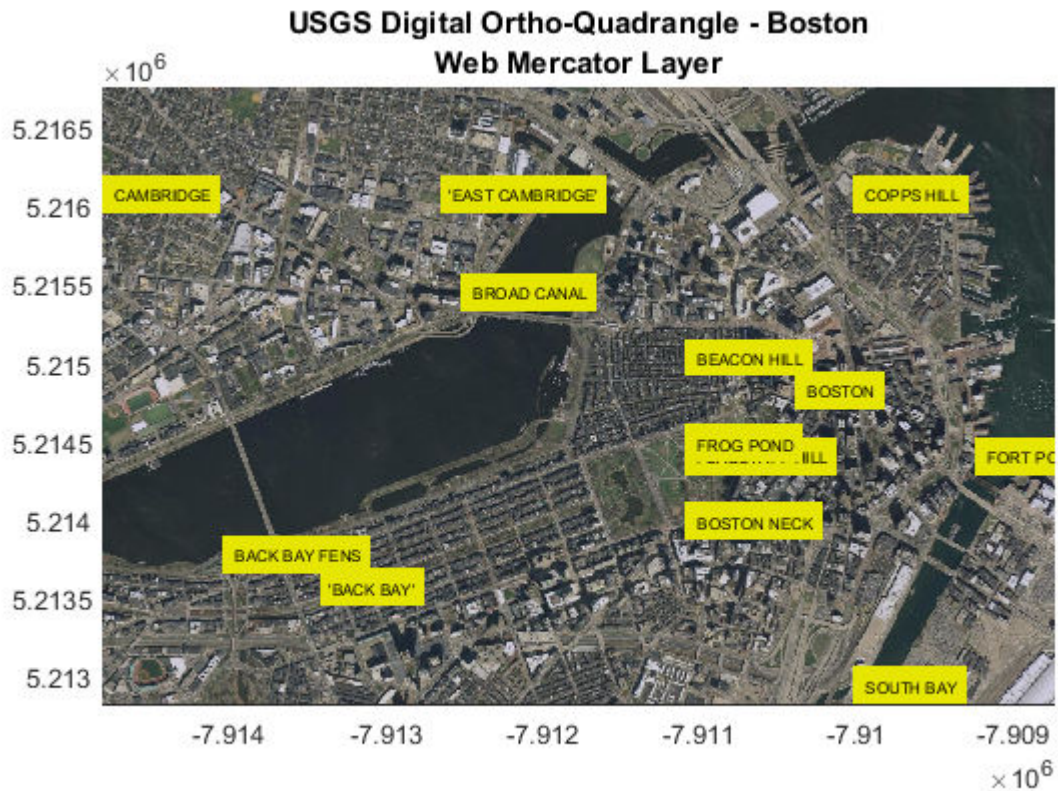 USGS Digital Ortho-Quadrangle - Boston
Web Mercator Layer
× 10^6
5.2165
CAMBRIDGE
'EAST CAMBRIDGE'
COPPS HILL
5.216
5.2155
BROAD CANAL
5.215
BEACON HILL
BOSTON
5.2145
FROG POND
HILL
FORT PO
5.214
BOSTON NECK
BACK BAY FENS
5.2135
'BACK BAY'
5.213
SOUTH BAY
-7.914
-7.913
-7.912
-7.911
-7.91
-7.909
× 10^6